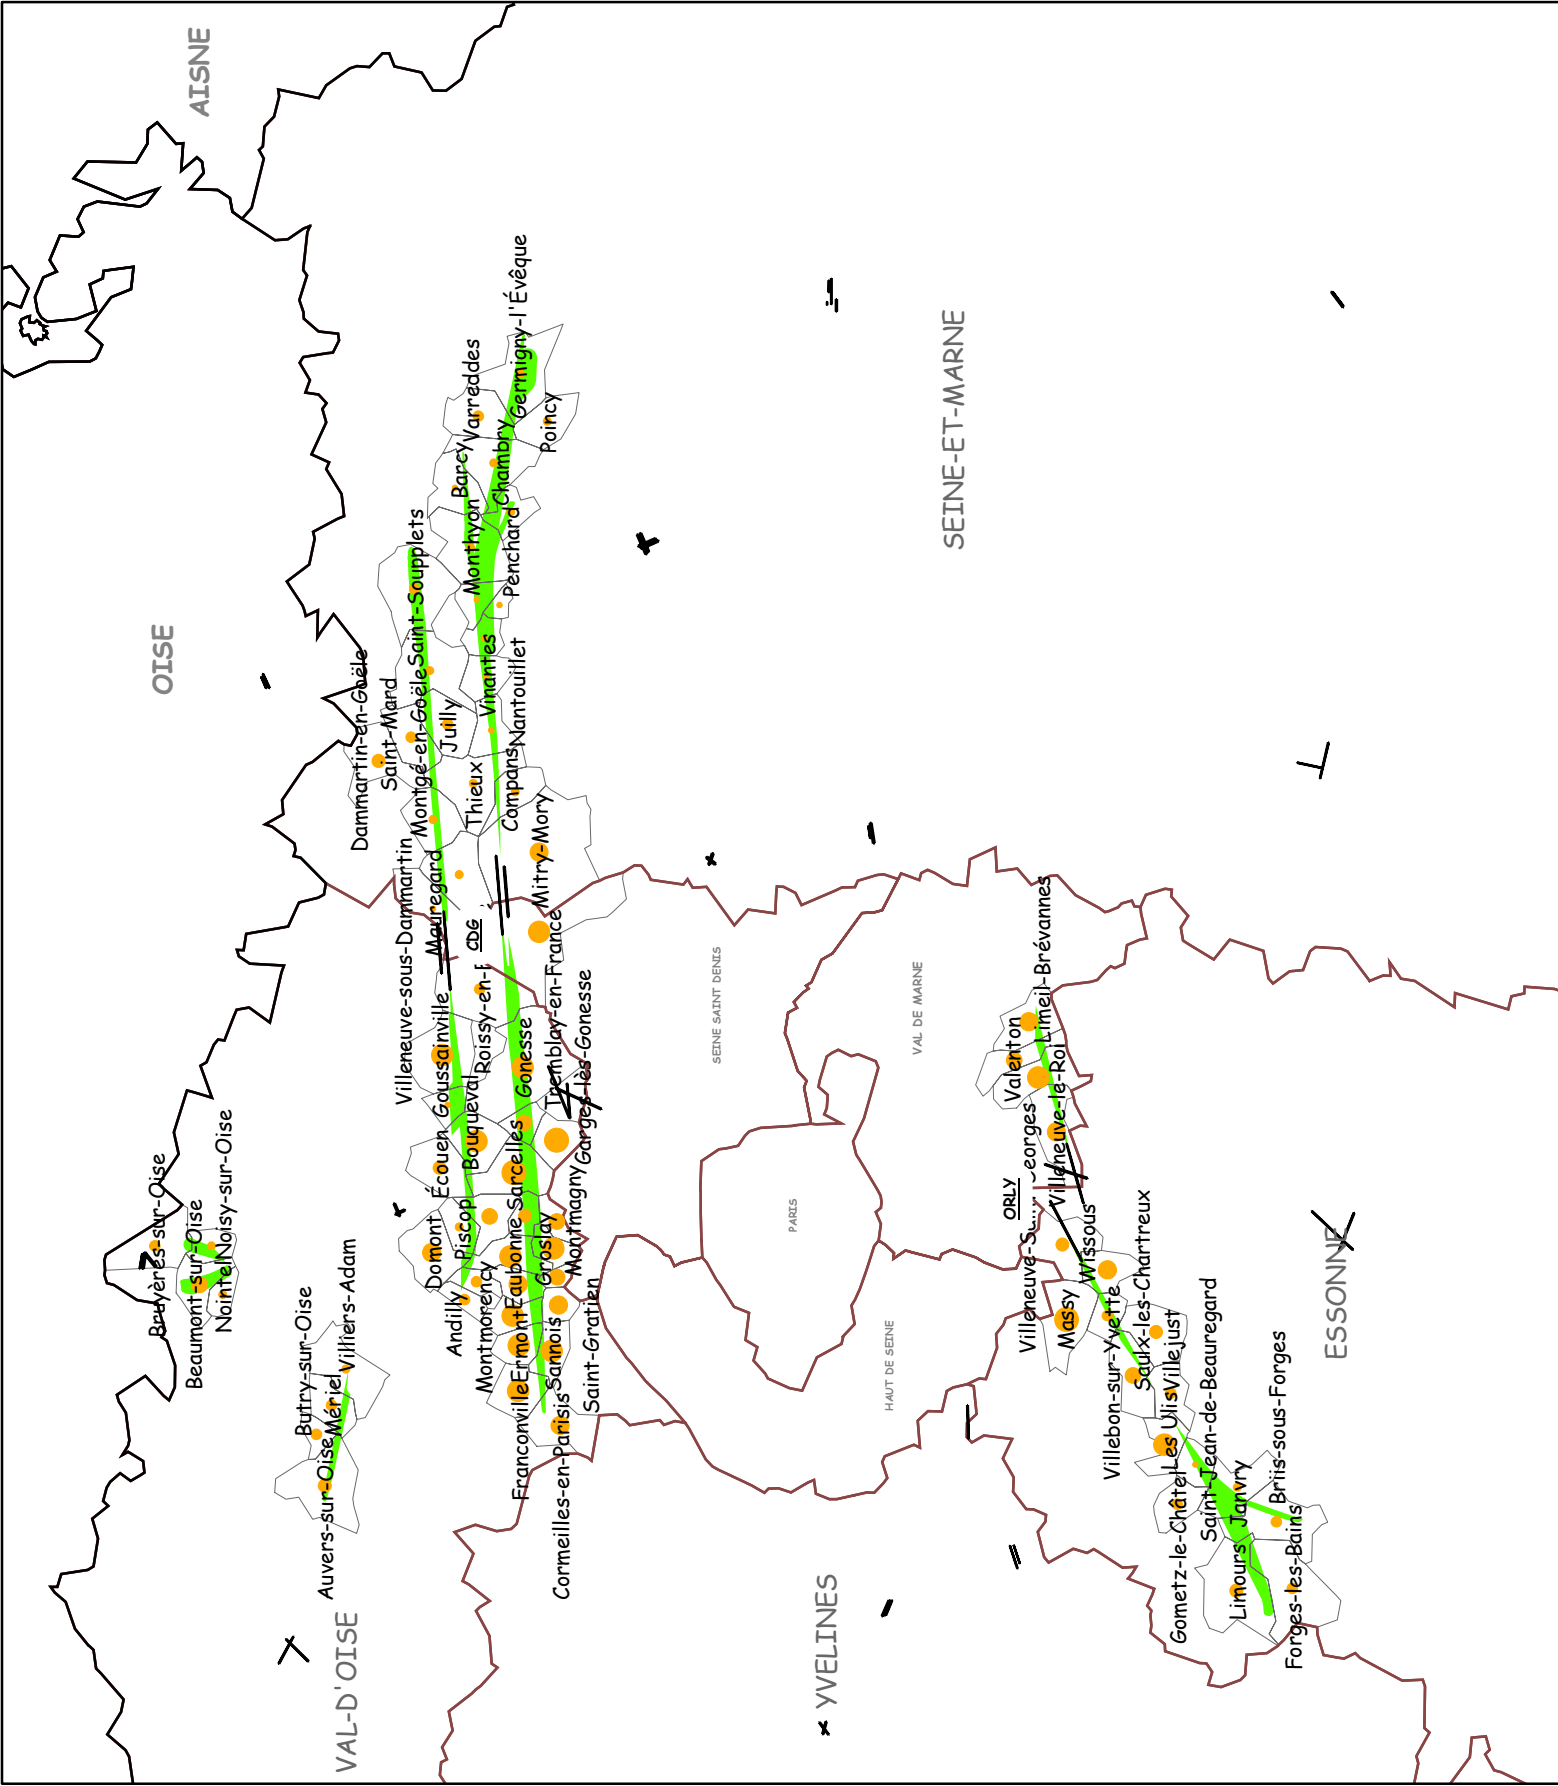 AISNE
OISE
VAL-D'OISE
SEINE-ET-MARNE
SEINE SAINT DENIS
VAL DE MARNE
PARIS
HAUT DE SEINE
YVELINES
ESSONNE
Bruyères-sur-Oise
Beaumont-sur-Oise
Nointel
Noisy-sur-Oise
Butry-sur-Oise
Auvers-sur-Oise
Mériel
Villiers-Adam
Dammartin-en-Goële
Saint-Mard
Villeneuve-sous-Dammartin
Montgé-en-Goële
Saint-Soupplets
Mauregard
Juilly
Thieux
Compans
Nantouillet
Vinantes
Monthyon
Penchard
Barcy
Chambry
Varreddes
Germigny-l'Évêque
Poincy
Mitry-Mory
CDG
Tremblay-en-France
Roissy-en-F
Goussainville
Gonesse
Garges-lès-Gonesse
Bouqueval
Écouen
Sarcelles
Domont
Piscop
Groslay
Montmagny
Andilly
Montmorency
Eaubonne
Ermont
Sannois
Saint-Gratien
Franconville
Cormeilles-en-Parisis
Limeil-Brévannes
Valenton
Villeneuve-le-Roi
ORLY
Wissous
Massy
Villebon-sur-Yvette
Saulx-les-Chartreux
Villejust
Les Ulis
Saint-Jean-de-Beauregard
Gometz-le-Châtel
Janvry
Briis-sous-Forges
Limours
Forges-les-Bains